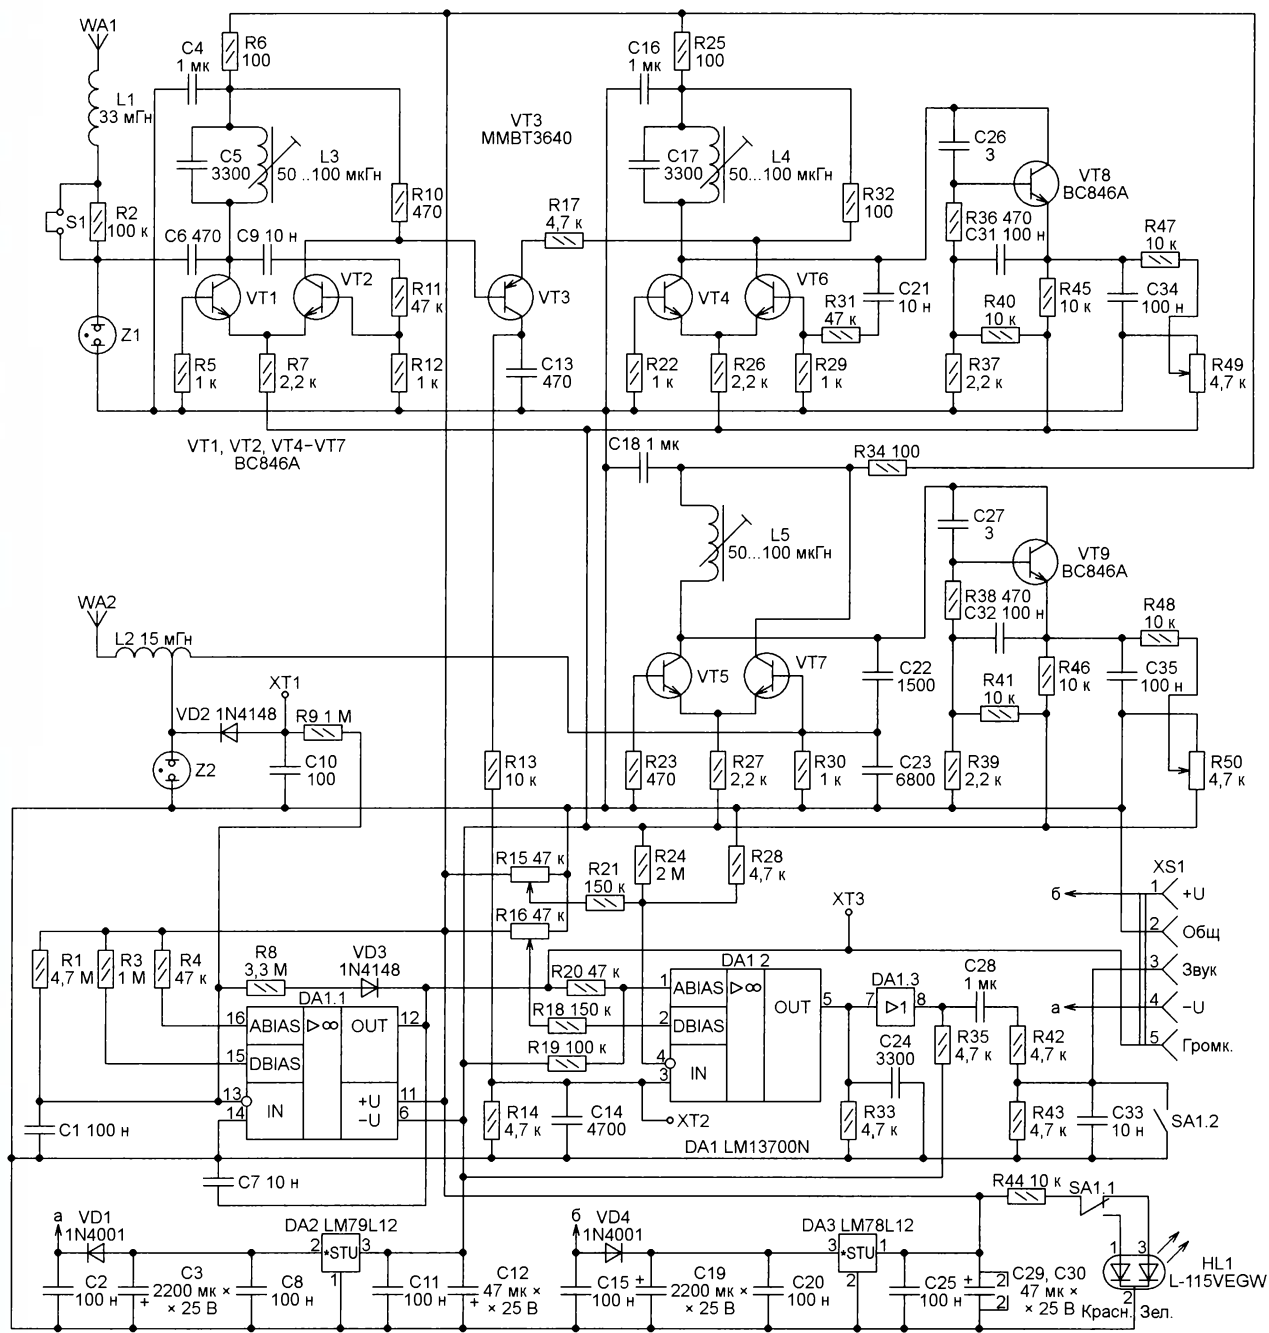 WA1
C4
1 мк
R6
100
C16
1 мк
R25
100
L1
33 мГн
VT3
MMBT3640
C5
3300
L3
50...100 мкГн
C17
3300
L4
50...100 мкГн
C26
3
VT8
BC846A
S1
R2
100 к
R10
470
R17
4,7 к
R32
100
R36 470
C31 100 н
R47
10 к
C6 470
C9 10 н
VT1
VT2
R11
47 к
VT3
VT4
VT6
R31
47 к
C21
10 н
R40
10 к
R45
10 к
C34
100 н
Z1
R5
1 к
R7
2,2 к
R12
1 к
C13
470
R22
1 к
R26
2,2 к
R29
1 к
R37
2,2 к
R49
4,7 к
VT1, VT2, VT4–VT7
BC846A
C18 1 мк
R34 100
L5
50...100 мкГн
C27
3
VT9
BC846A
WA2
L2 15 мГн
R38 470
C32 100 н
R48
10 к
XT1
VT5
VT7
C22
1500
R41
10 к
R46
10 к
C35
100 н
VD2 1N4148
R9 1 М
Z2
C10
100
R13
10 к
R23
470
R27
2,2 к
R30
1 к
C23
6800
R39
2,2 к
R50
4,7 к
R15 47 к
R21
150 к
R24
2 М
R28
4,7 к
XS1
б
1
+U
R16 47 к
XT3
2
Общ
R1
4,7 М
R3
1 М
R4
47 к
R8
3,3 М
VD3
1N4148
DA1.1
R20 47 к
DA1.2
DA1.3
C28
1 мк
3
Звук
1
ABIAS
▷∞
OUT
5
7
▷1
8
а
4
–U
16
ABIAS
▷∞
OUT
12
R18 150 к
2
DBIAS
C24
3300
R35
4,7 к
R42
4,7 к
5
Громк.
15
DBIAS
R19 100 к
4
3
IN
13
14
IN
+U
11
–U
6
C1 100 н
R14
4,7 к
C14
4700
XT2
R33
4,7 к
R43
4,7 к
C33
10 н
SA1.2
DA1 LM13700N
C7 10 н
R44 10 к
SA1.1
а
VD1
1N4001
DA2 LM79L12
2
*STU
3
1
б
VD4
1N4001
DA3 LM78L12
3
*STU
1
2
1
3
HL1
L-115VEGW
2
Красн.
Зел.
C2
100 н
C3
2200 мк ×
× 25 В
+
C8
100 н
C11
100 н
C12
47 мк ×
× 25 В
+
C15
100 н
+
C19
2200 мк ×
× 25 В
C20
100 н
C25
100 н
+
2
2
C29, C30
47 мк ×
× 25 В